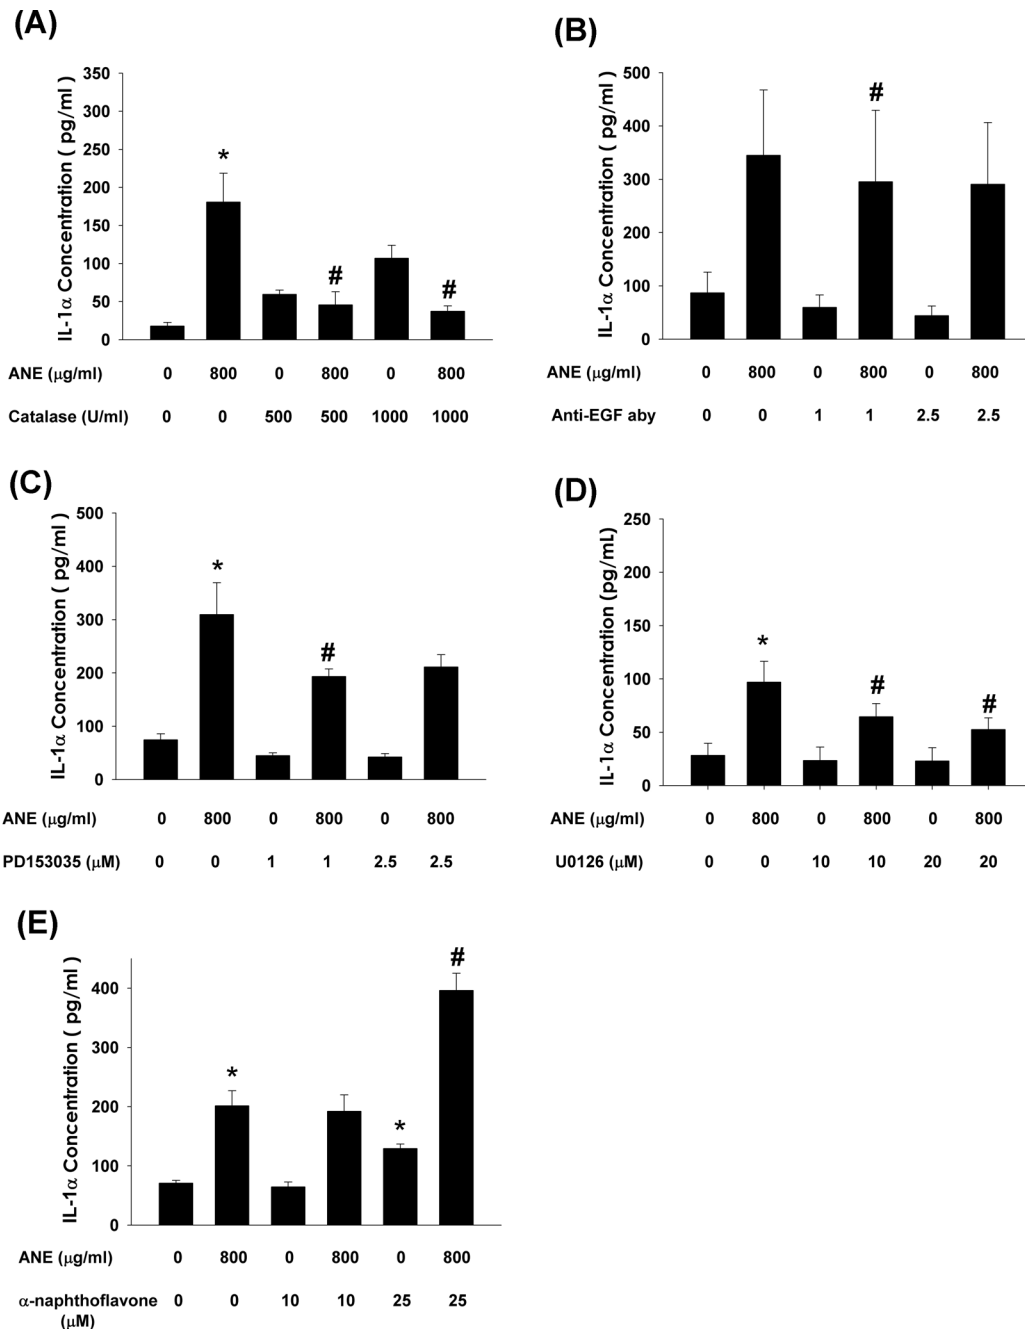 (A)
IL-1α Concentration ( pg/ml )
350
300
250
200
150
100
50
0
*
#
#
ANE (μg/ml) 0 800 0 800 0 800
Catalase (U/ml) 0 0 500 500 1000 1000
(B)
IL-1α Concentration ( pg/ml )
500
400
300
200
100
0
#
ANE (μg/ml) 0 800 0 800 0 800
Anti-EGF aby 0 0 1 1 2.5 2.5
(C)
IL-1α Concentration ( pg/ml )
500
400
300
200
100
0
*
#
ANE (μg/ml) 0 800 0 800 0 800
PD153035 (μM) 0 0 1 1 2.5 2.5
(D)
IL-1α Concentration (pg/mL)
250
200
150
100
50
0
*
#
#
ANE (μg/ml) 0 800 0 800 0 800
U0126 (μM) 0 0 10 10 20 20
(E)
IL-1α Concentration ( pg/ml )
400
300
200
100
0
*
*
#
ANE (μg/ml) 0 800 0 800 0 800
α-naphthoflavone 0 0 10 10 25 25
(μM)